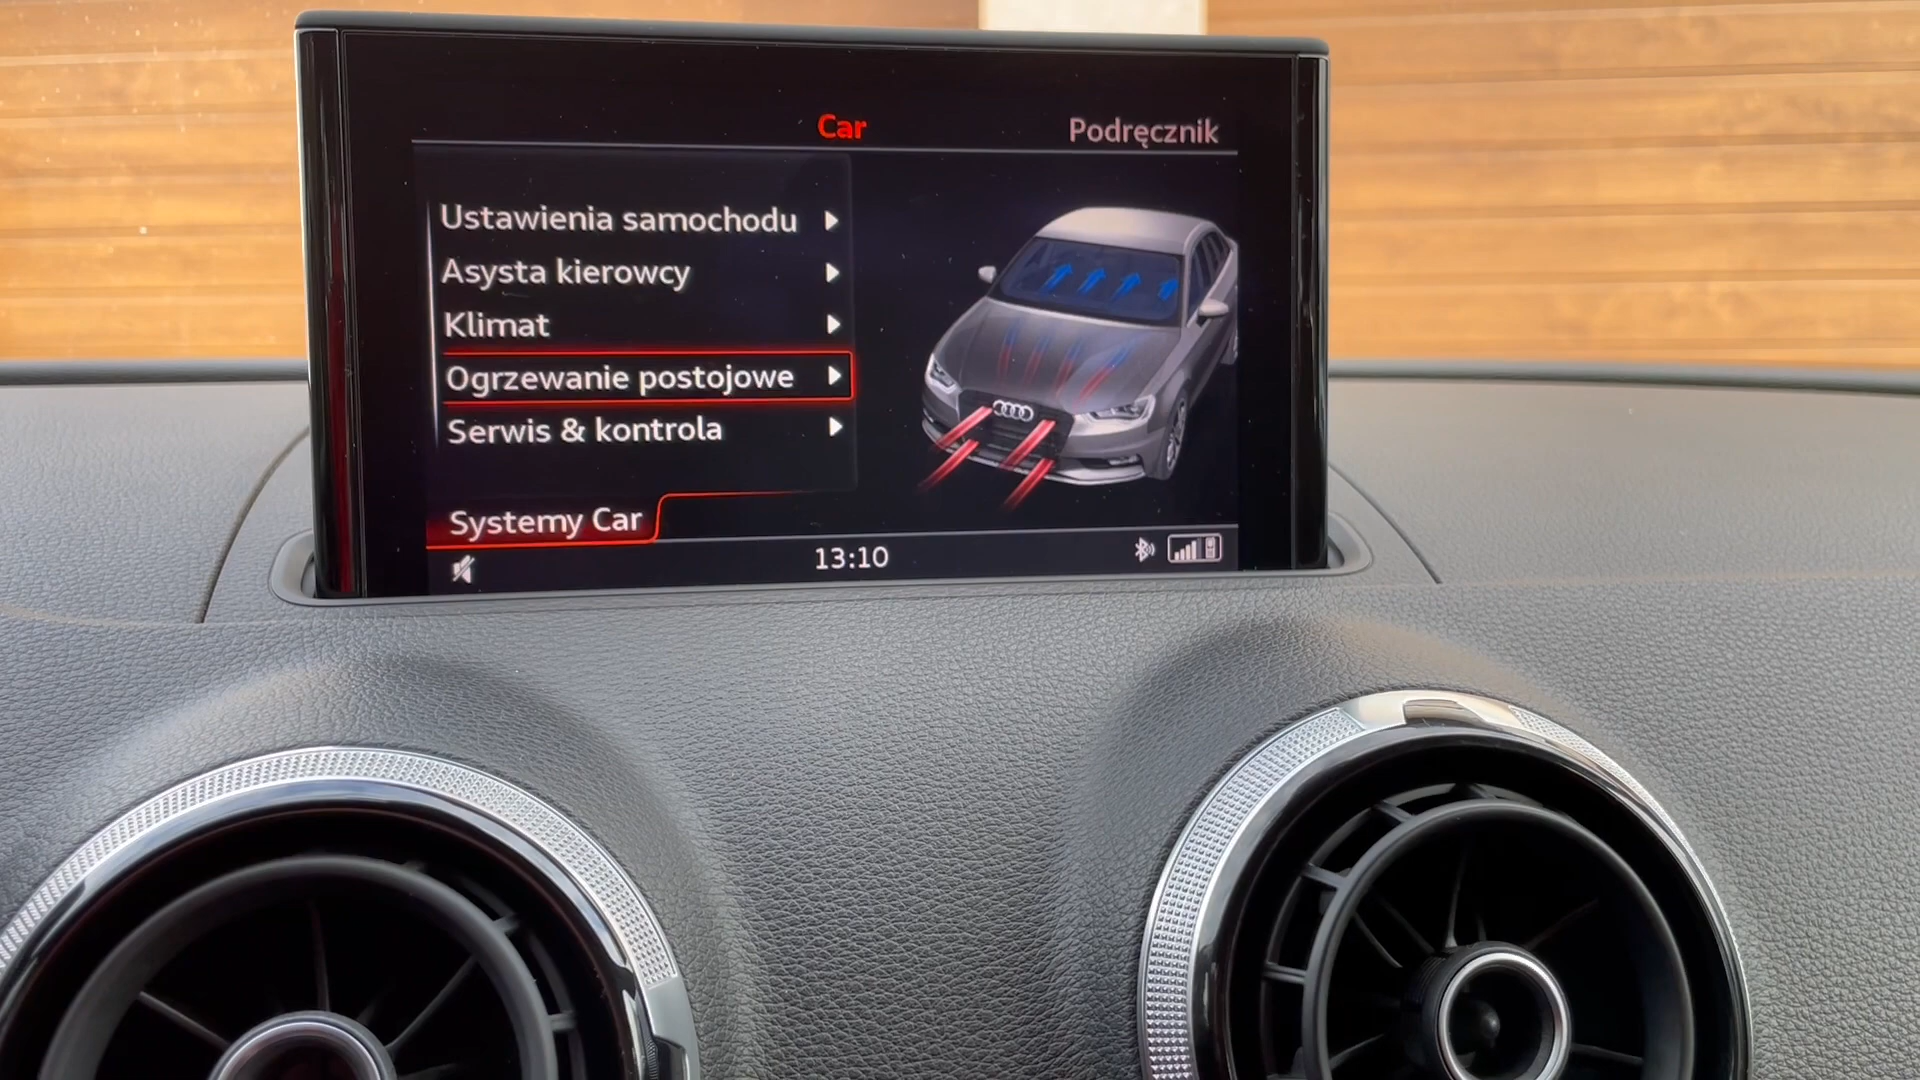 Car
Podręcznik
Ustawienia samochodu
Asysta kierowcy
Klimat
Ogrzewanie postojowe
Serwis & kontrola
Systemy Car
13:10